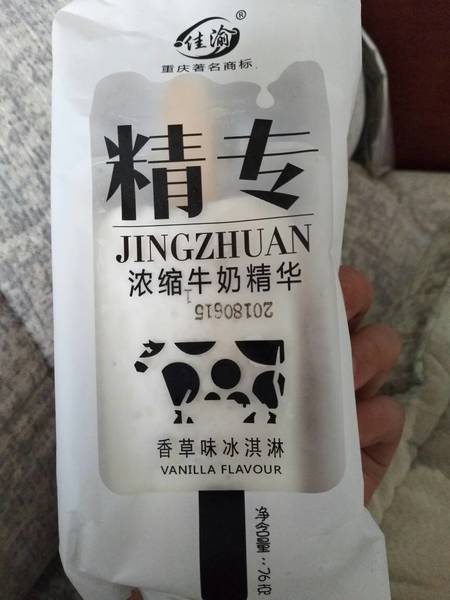 佳渝®
重庆著名商标
精专
JINGZHUAN
浓缩牛奶精华
20180615 1
香草味冰淇淋
VANILLA FLAVOUR
净含量:76克